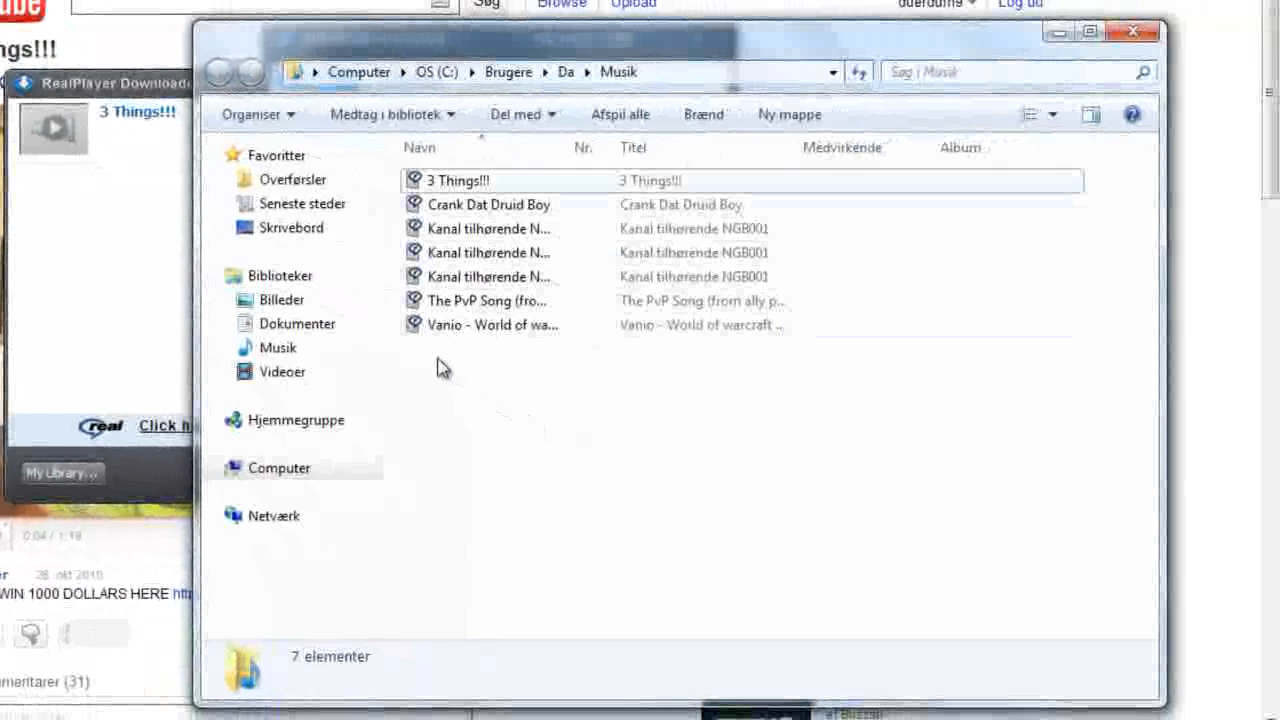 Søg
Browse
Upload
Log ud
ngs!!!
RealPlayer Downloade
3 Things!!!
Click h
real
My Library...
0:04 / 1:19
28. okt 2010
WIN 1000 DOLLARS HERE
mentarer (31)
Computer
OS (C:)
Brugere
Da
Musik
Søg i Musik
Organiser
Medtag i bibliotek
Del med
Afspil alle
Brænd
Ny mappe
Favoritter
Overførsler
Seneste steder
Skrivebord
Biblioteker
Billeder
Dokumenter
Musik
Videoer
Hjemmegruppe
Computer
Netværk
Navn Nr. Titel Medvirkende Album
3 Things!!! 3 Things!!!
Crank Dat Druid Boy Crank Dat Druid Boy
Kanal tilhørende N... Kanal tilhørende NGB001
Kanal tilhørende N... Kanal tilhørende NGB001
Kanal tilhørende N... Kanal tilhørende NGB001
The PvP Song (fro... The PvP Song (from ally p...
Vanio - World of wa... Vanio - World of warcraft ...
7 elementer